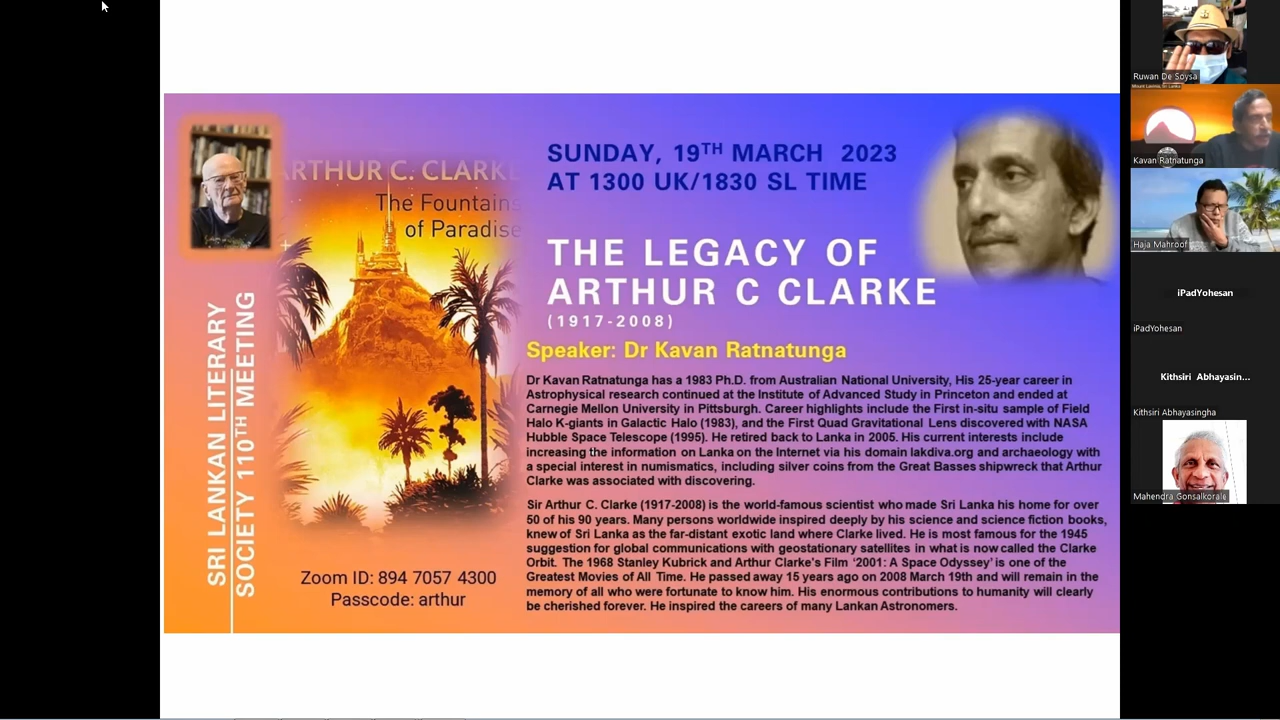 ARTHUR C. CLARKE
The Fountains
of Paradise
SRI LANKAN LITERARY
SOCIETY 110TH MEETING
Zoom ID: 894 7057 4300
Passcode: arthur
SUNDAY, 19TH MARCH 2023
AT 1300 UK/1830 SL TIME
THE LEGACY OF
ARTHUR C CLARKE
(1917-2008)
Speaker: Dr Kavan Ratnatunga
Dr Kavan Ratnatunga has a 1983 Ph.D. from Australian National University, His 25-year career in
Astrophysical research continued at the Institute of Advanced Study in Princeton and ended at
Carnegie Mellon University in Pittsburgh. Career highlights include the First in-situ sample of Field
Halo K-giants in Galactic Halo (1983), and the First Quad Gravitational Lens discovered with NASA
Hubble Space Telescope (1995). He retired back to Lanka in 2005. His current interests include
increasing the information on Lanka on the Internet via his domain lakdiva.org and archaeology with
a special interest in numismatics, including silver coins from the Great Basses shipwreck that Arthur
Clarke was associated with discovering.
Sir Arthur C. Clarke (1917-2008) is the world-famous scientist who made Sri Lanka his home for over
50 of his 90 years. Many persons worldwide inspired deeply by his science and science fiction books,
knew of Sri Lanka as the far-distant exotic land where Clarke lived. He is most famous for the 1945
suggestion for global communications with geostationary satellites in what is now called the Clarke
Orbit. The 1968 Stanley Kubrick and Arthur Clarke's Film '2001: A Space Odyssey' is one of the
Greatest Movies of All Time. He passed away 15 years ago on 2008 March 19th and will remain in the
memory of all who were fortunate to know him. His enormous contributions to humanity will clearly
be cherished forever. He inspired the careers of many Lankan Astronomers.
Ruwan De Soysa
Mount Lavinia, Sri Lanka
Kavan Ratnatunga
Haja Mahroof
iPadYohesan
iPadYohesan
Kithsiri Abhayasin...
Kithsiri Abhayasingha
Mahendra Gonsalkorale